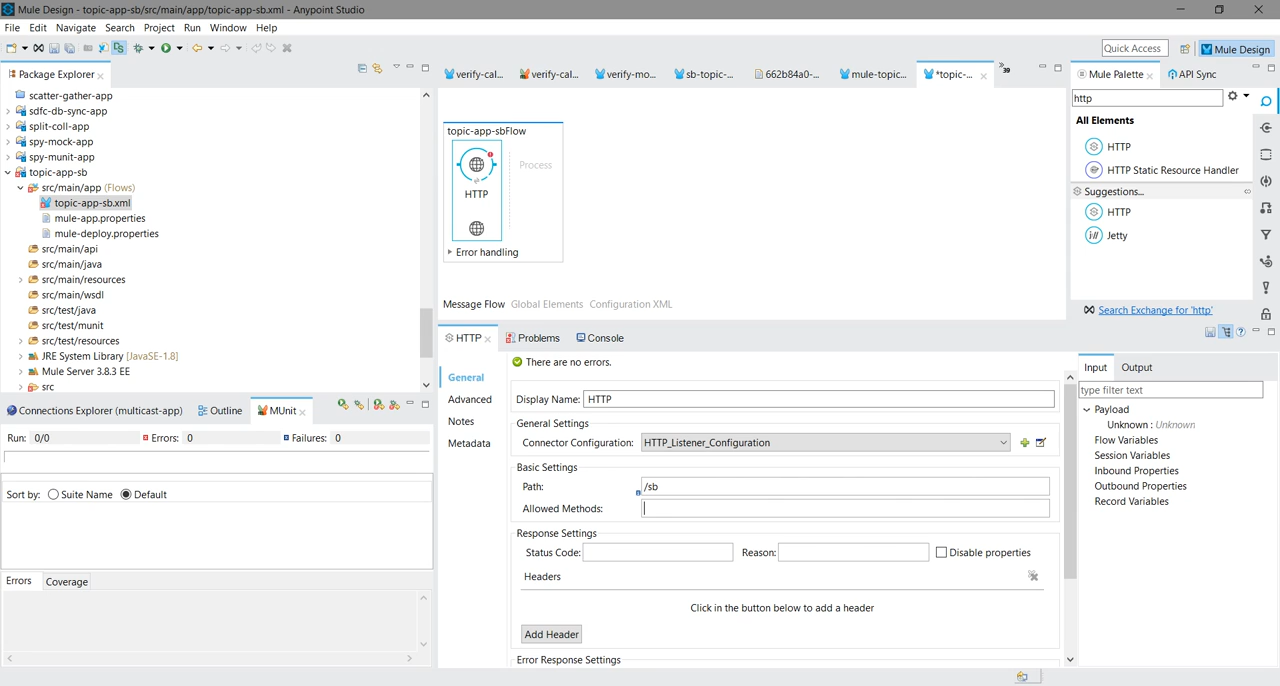 Mule Design - topic-app-sb/src/main/app/topic-app-sb.xml - Anypoint Studio
File Edit Navigate Search Project Run Window Help
Quick Access
Mule Design
Package Explorer
scatter-gather-app
sdfc-db-sync-app
split-coll-app
spy-mock-app
spy-munit-app
topic-app-sb
src/main/app (Flows)
topic-app-sb.xml
mule-app.properties
mule-deploy.properties
src/main/api
src/main/java
src/main/resources
src/main/wsdl
src/test/java
src/test/munit
src/test/resources
JRE System Library [JavaSE-1.8]
Mule Server 3.8.3 EE
src
Connections Explorer (multicast-app)
Outline
MUnit
Run: 0/0
Errors: 0
Failures: 0
Sort by: Suite Name Default
Errors
Coverage
verify-cal...
verify-cal...
verify-mo...
sb-topic-...
662b84a0-...
mule-topic...
*topic-...
»39
topic-app-sbFlow
HTTP
Process
Error handling
Message Flow Global Elements Configuration XML
Mule Palette
API Sync
http
All Elements
HTTP
HTTP Static Resource Handler
Suggestions...
HTTP
Jetty
Search Exchange for 'http'
HTTP
Problems
Console
General
Advanced
Notes
Metadata
There are no errors.
Display Name: HTTP
General Settings
Connector Configuration: HTTP_Listener_Configuration
Basic Settings
Path: /sb
Allowed Methods:
Response Settings
Status Code:
Reason:
Disable properties
Headers
Click in the button below to add a header
Add Header
Error Response Settings
Input
Output
type filter text
Payload
Unknown : Unknown
Flow Variables
Session Variables
Inbound Properties
Outbound Properties
Record Variables